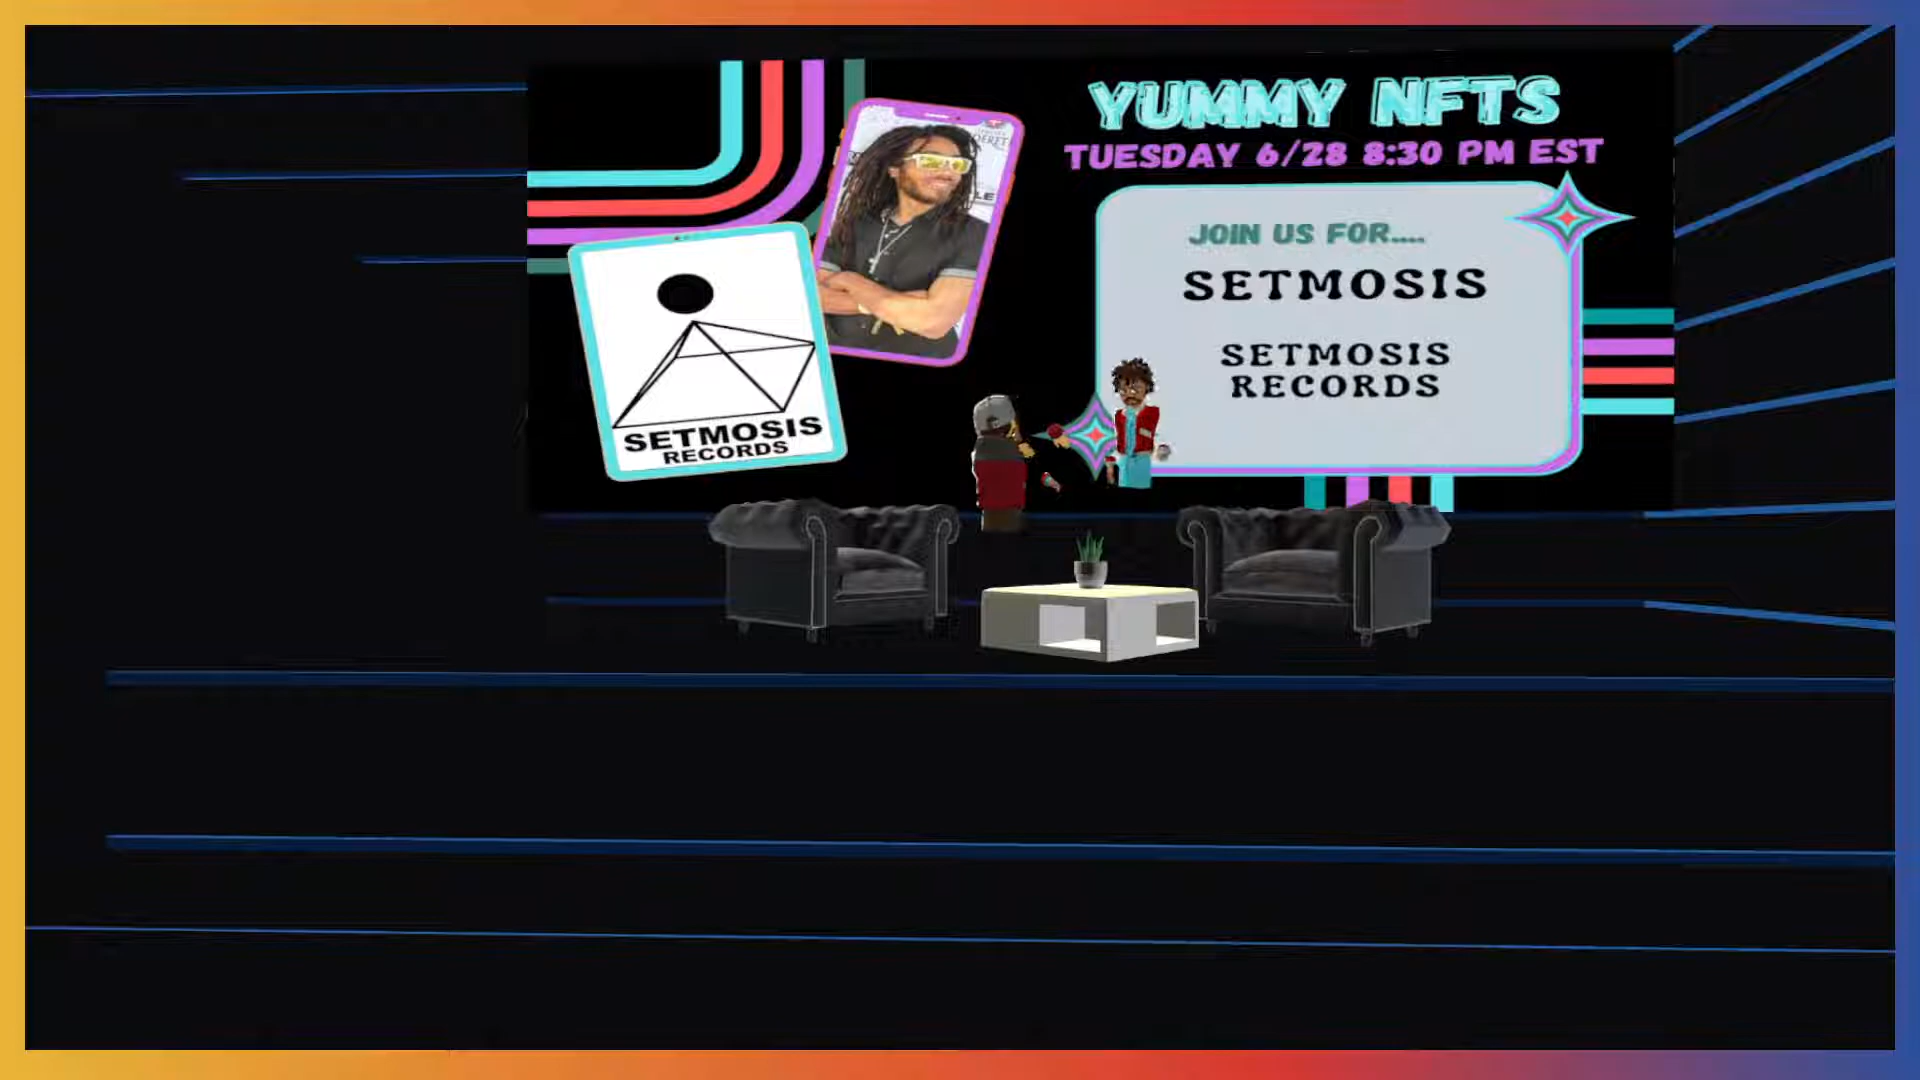 YUMMY NFTS
TUESDAY 6/28 8:30 PM EST
JOIN US FOR....
SETMOSIS
SETMOSIS
RECORDS
SETMOSIS
RECORDS